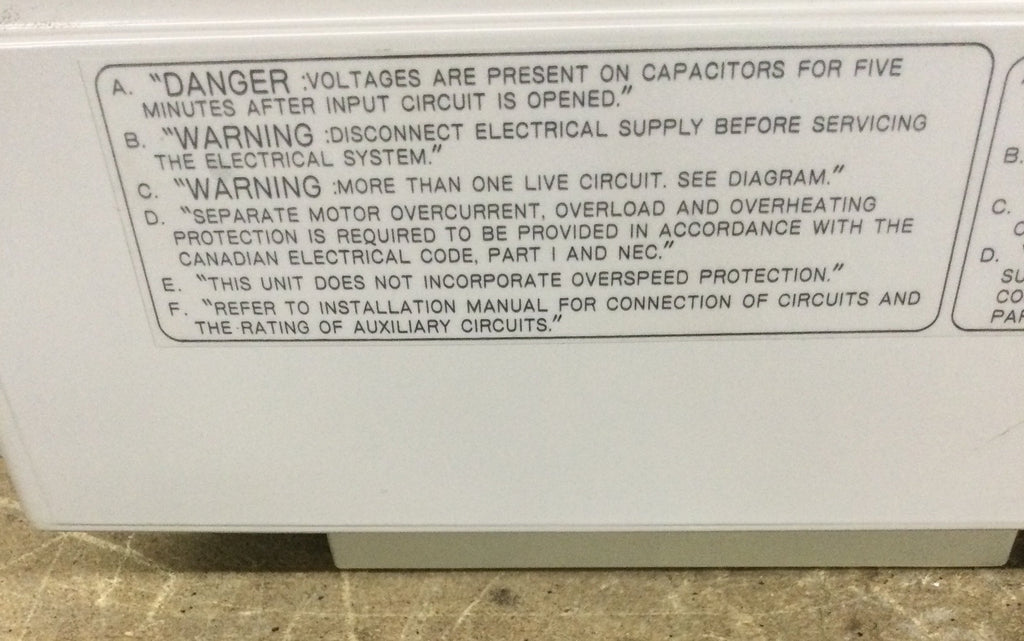 A. "DANGER :VOLTAGES ARE PRESENT ON CAPACITORS FOR FIVE
MINUTES AFTER INPUT CIRCUIT IS OPENED."
B. "WARNING :DISCONNECT ELECTRICAL SUPPLY BEFORE SERVICING
THE ELECTRICAL SYSTEM."
C. "WARNING :MORE THAN ONE LIVE CIRCUIT. SEE DIAGRAM."
D. "SEPARATE MOTOR OVERCURRENT, OVERLOAD AND OVERHEATING
PROTECTION IS REQUIRED TO BE PROVIDED IN ACCORDANCE WITH THE
CANADIAN ELECTRICAL CODE, PART I AND NEC."
E. "THIS UNIT DOES NOT INCORPORATE OVERSPEED PROTECTION."
F. "REFER TO INSTALLATION MANUAL FOR CONNECTION OF CIRCUITS AND
THE RATING OF AUXILIARY CIRCUITS."
B.
C.
D.
SU
CO
PAR